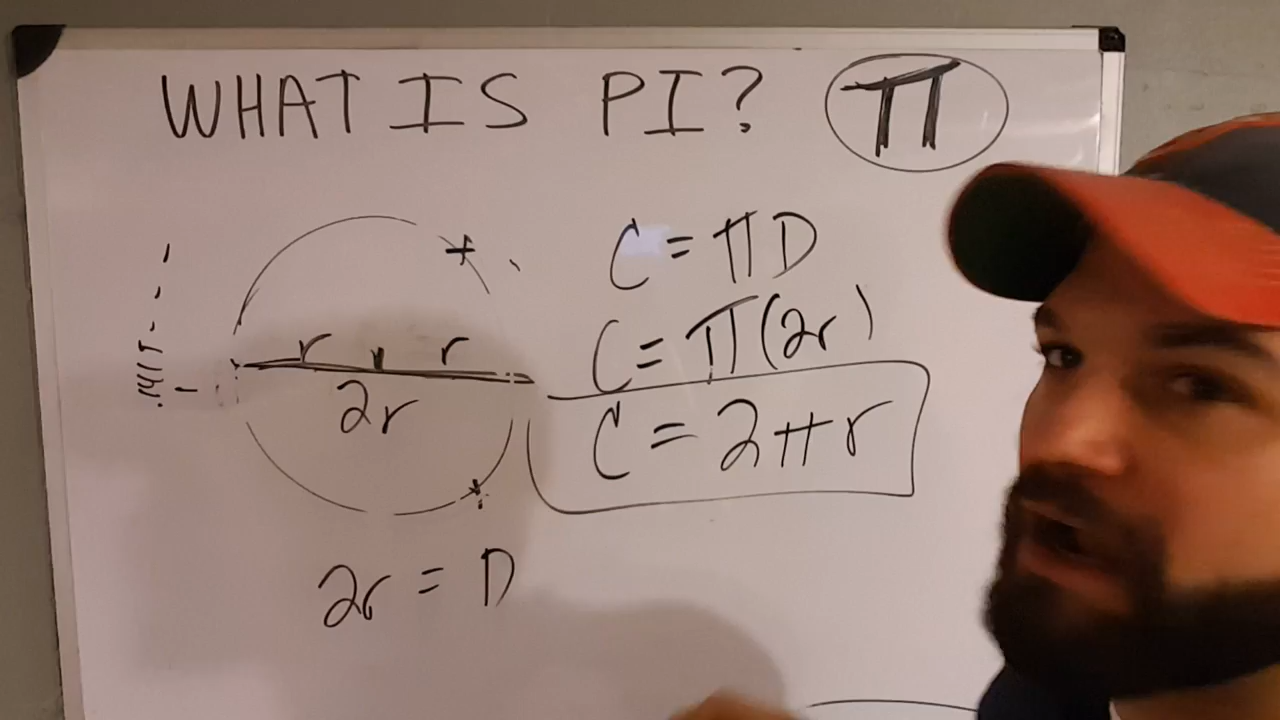 WHAT IS PI? π
C = πD
r r
C = π(2r)
2r
C = 2πr
2r = D